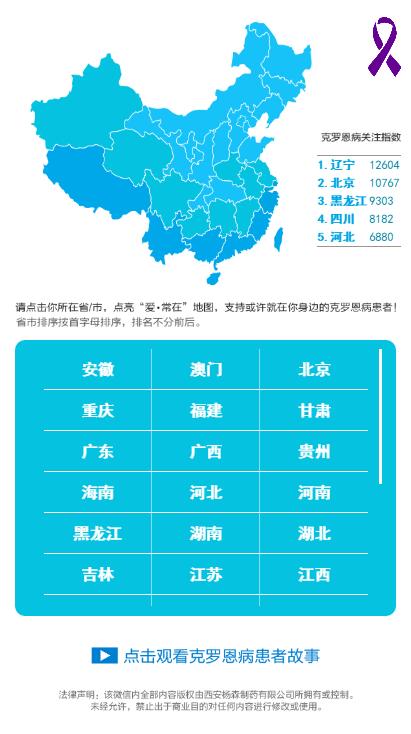 克罗恩病关注指数
1. 辽宁 12604
2. 北京 10767
3. 黑龙江 9303
4. 四川 8182
5. 河北 6880
请点击你所在省/市，点亮“爱·常在”地图，支持或许就在你身边的克罗恩病患者！
省市排序按首字母排序，排名不分前后。
安徽 澳门 北京
重庆 福建 甘肃
广东 广西 贵州
海南 河北 河南
黑龙江 湖南 湖北
吉林 江苏 江西
点击观看克罗恩病患者故事
法律声明：该微信内全部内容版权由西安杨森制药有限公司所拥有或控制。
未经允许，禁止出于商业目的对任何内容进行修改或使用。